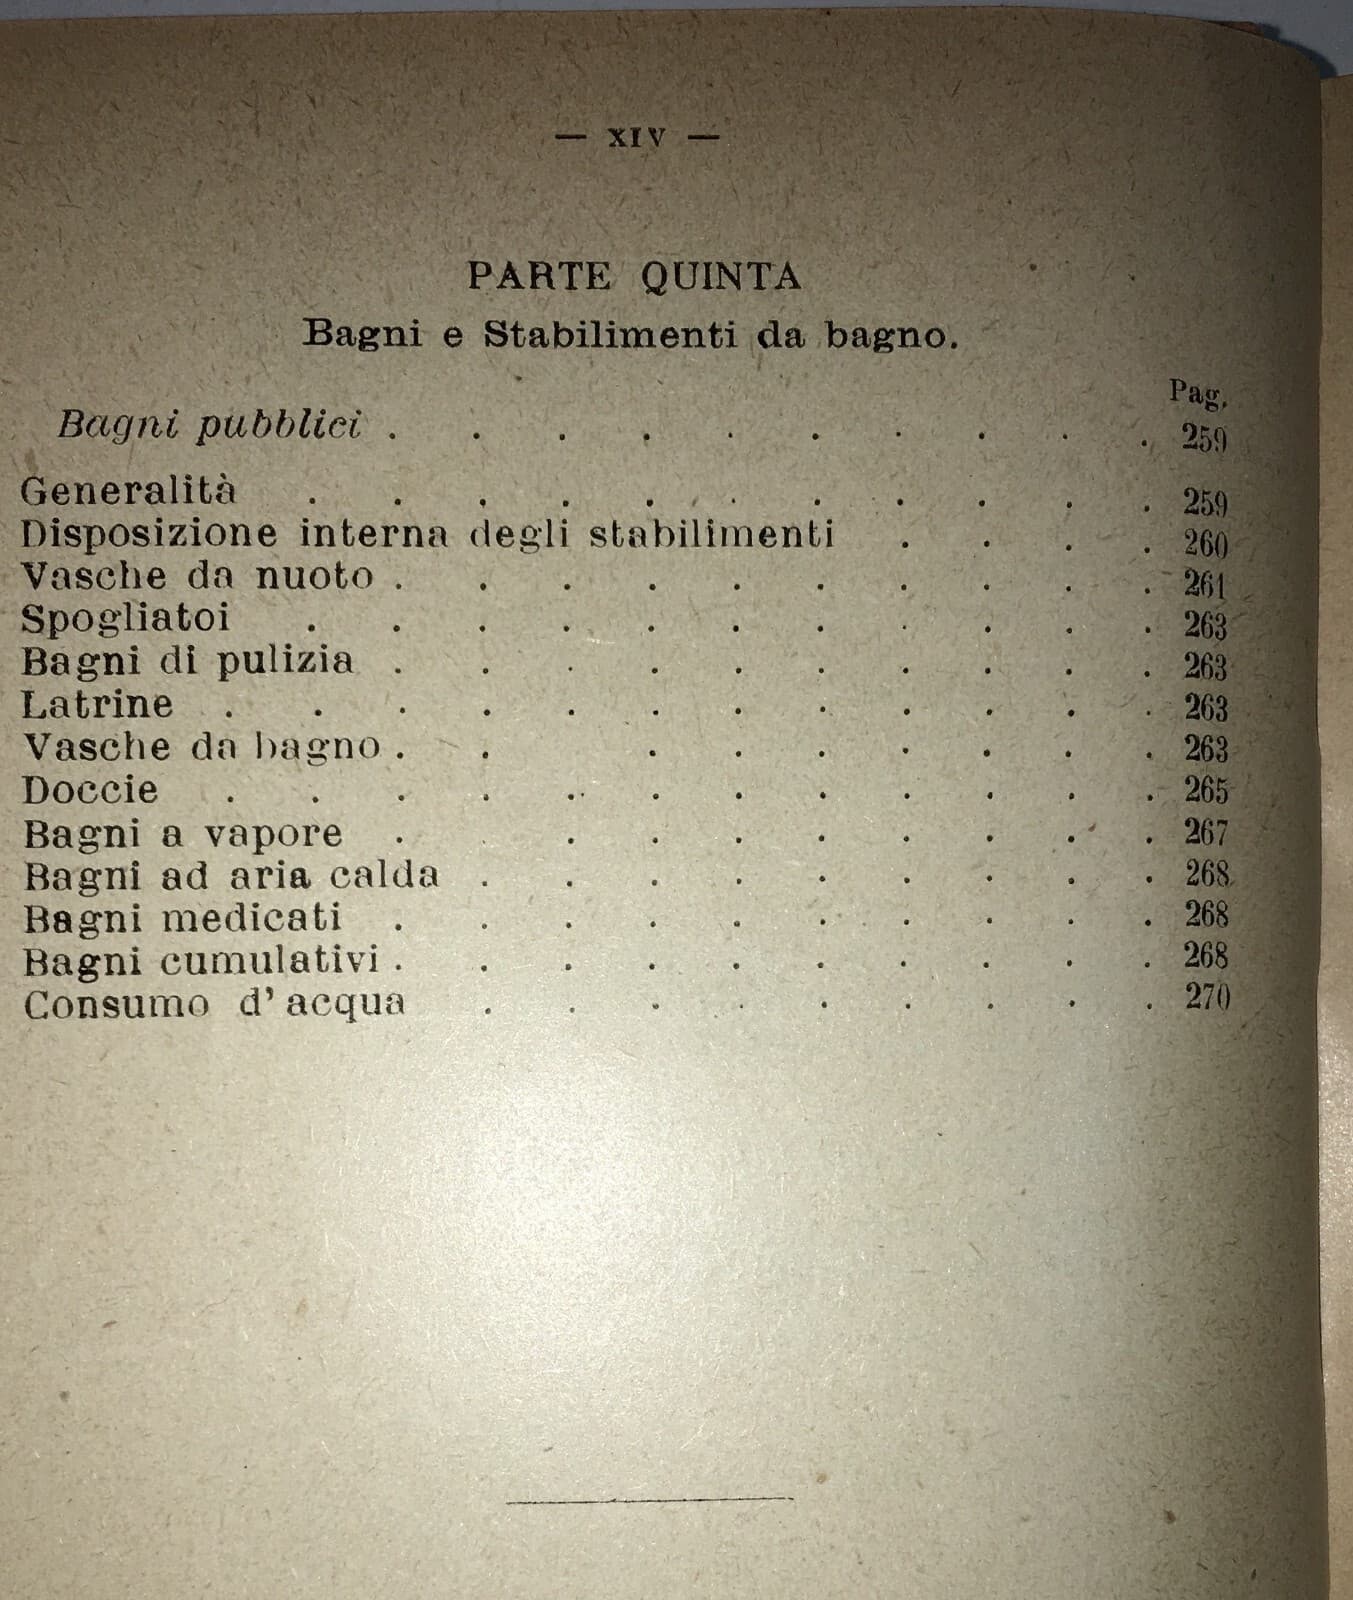 — XIV —
PARTE QUINTA
Bagni e Stabilimenti da bagno.
Pag.
Bagni pubblici . . . . . . . . . . 259
Generalità . . . . . . . . . . . 259
Disposizione interna degli stabilimenti . . . . 260
Vasche da nuoto . . . . . . . . . . 261
Spogliatoi . . . . . . . . . . . 263
Bagni di pulizia . . . . . . . . . . 263
Latrine . . . . . . . . . . . . 263
Vasche da bagno . . . . . . . . . 263
Doccie . . . . . . . . . . . . 265
Bagni a vapore . . . . . . . . . . 267
Bagni ad aria calda . . . . . . . . . 268
Bagni medicati . . . . . . . . . . 268
Bagni cumulativi . . . . . . . . . . 268
Consumo d' acqua . . . . . . . . . 270